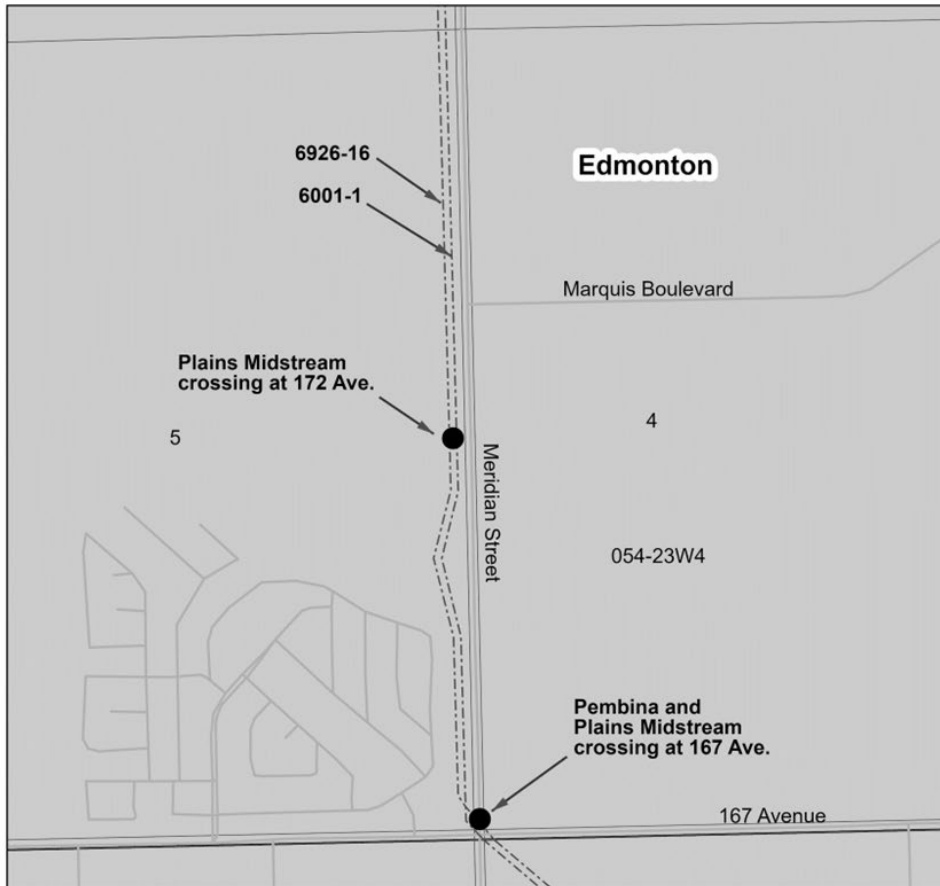 6926-16
Edmonton
6001-1
Marquis Boulevard
Plains Midstream
crossing at 172 Ave.
5
4
Meridian Street
054-23W4
Pembina and
Plains Midstream
crossing at 167 Ave.
167 Avenue